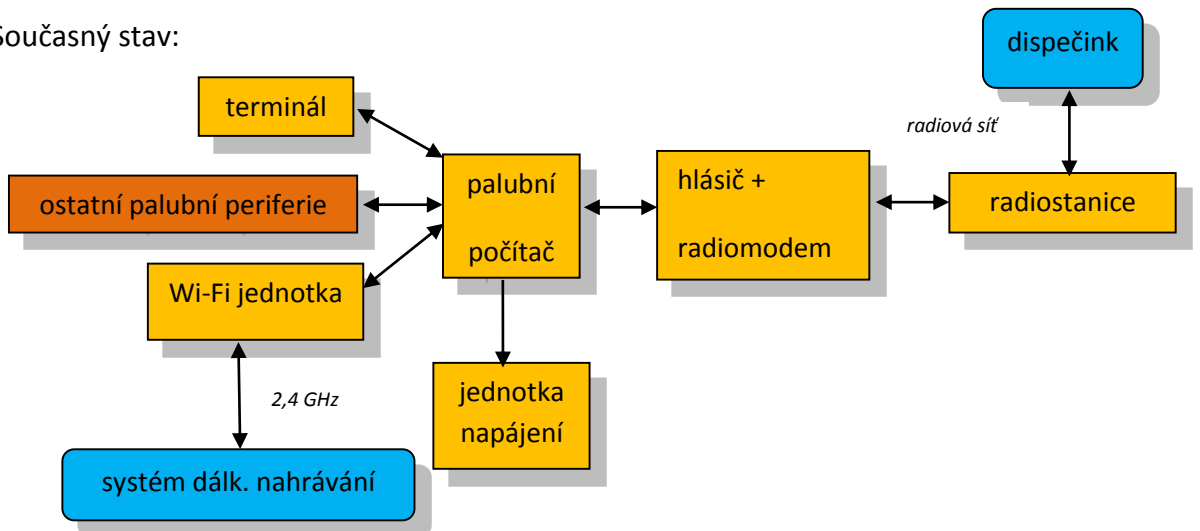 Současný stav:
dispečink
terminál
radiová síť
palubní
počítač
hlásič +
radiomodem
ostatní palubní periferie
radiostanice
Wi-Fi jednotka
2,4 GHz
jednotka
napájení
systém dálk. nahrávání